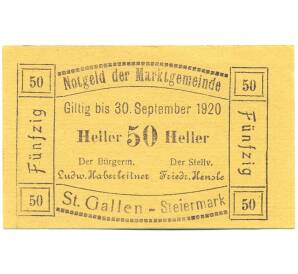 50 Notgeld der Marktgemeinde 50
Giltig bis 30. September 1920
Heller 50 Heller
Fünfzig
Fünfzig
Der Bürgerm. Der Stellv.
Ludw. Haberleitner Friedr. Hensle
50 St. Gallen - Steiermark 50